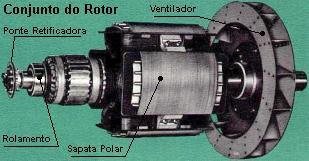 Conjunto do Rotor
Ventilador
Ponte Retificadora
Rolamento
Sapata Polar